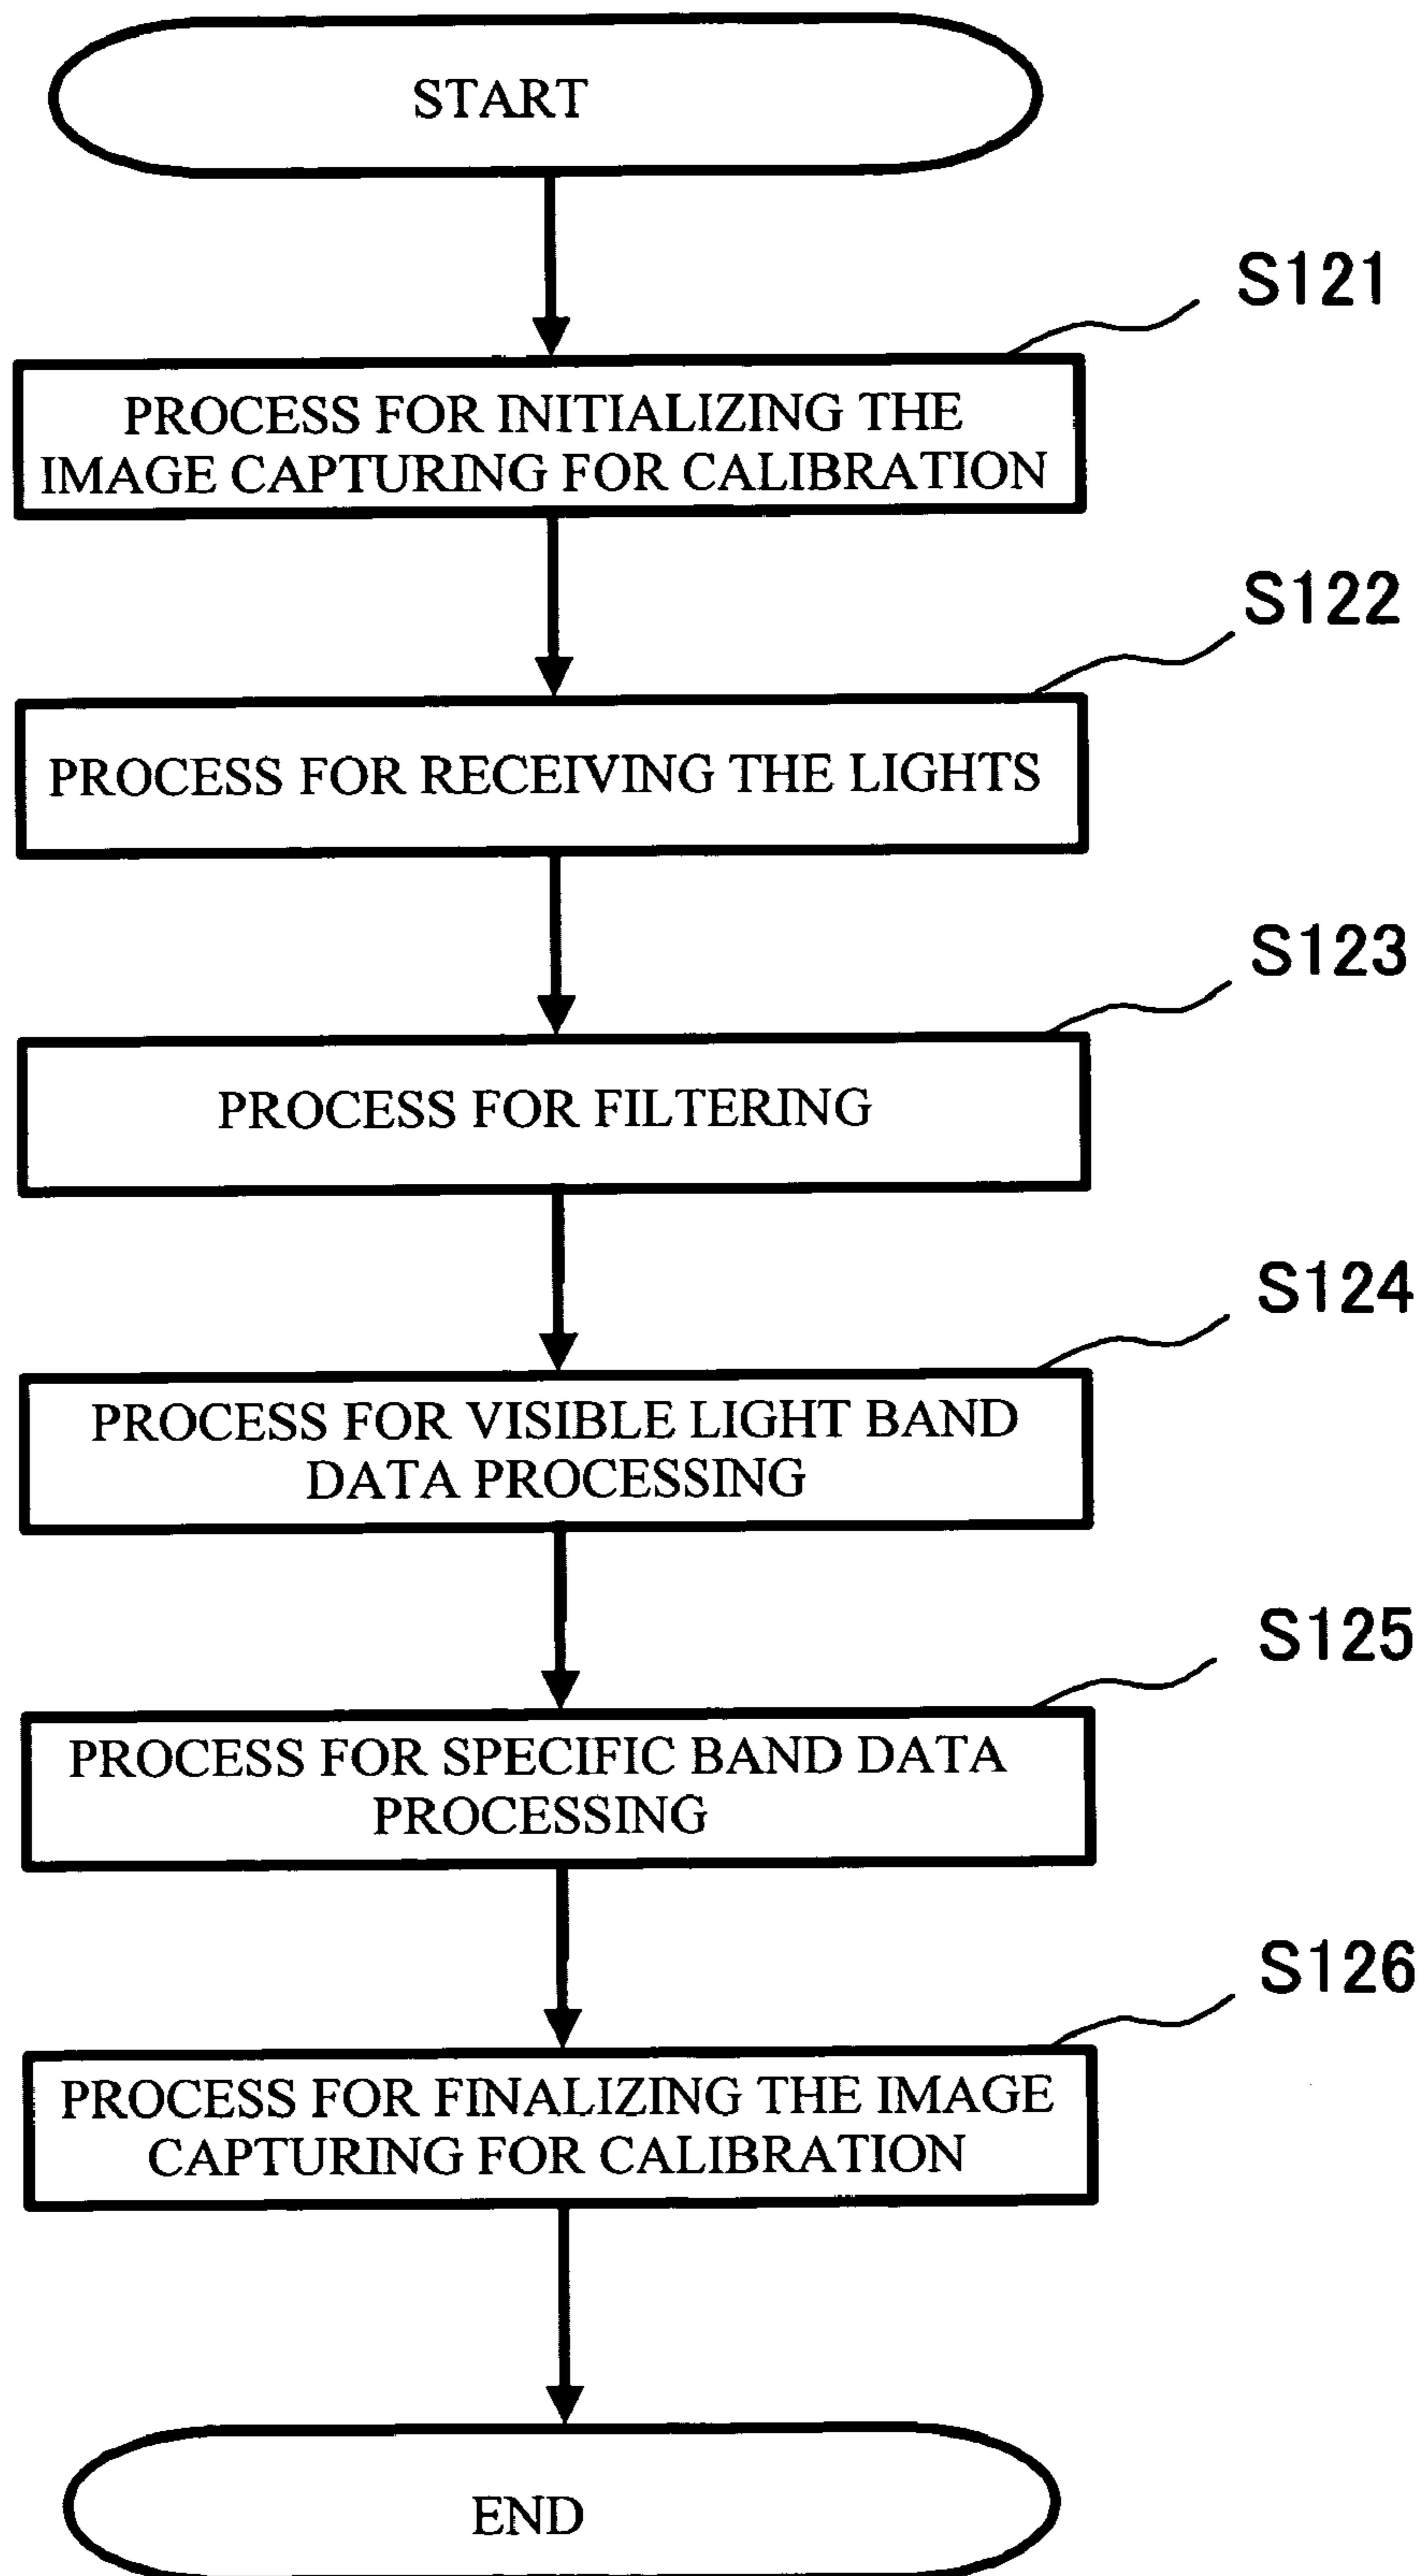 START
S121
PROCESS FOR INITIALIZING THE
IMAGE CAPTURING FOR CALIBRATION
S122
PROCESS FOR RECEIVING THE LIGHTS
S123
PROCESS FOR FILTERING
S124
PROCESS FOR VISIBLE LIGHT BAND
DATA PROCESSING
S125
PROCESS FOR SPECIFIC BAND DATA
PROCESSING
S126
PROCESS FOR FINALIZING THE IMAGE
CAPTURING FOR CALIBRATION
END